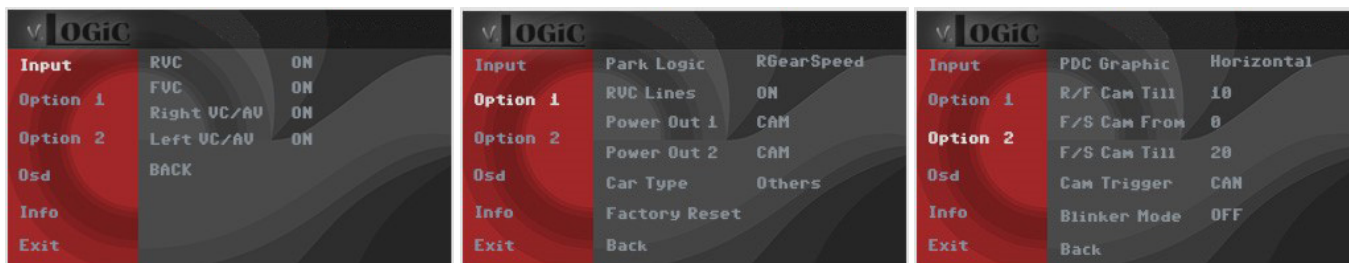 v.LOGiC
Input
Option 1
Option 2
Osd
Info
Exit
RVC ON
FVC ON
Right VC/AV ON
Left VC/AV ON
BACK
v.LOGiC
Input
Option 1
Option 2
Osd
Info
Exit
Park Logic RGearSpeed
RVC Lines ON
Power Out 1 CAM
Power Out 2 CAM
Car Type Others
Factory Reset
Back
v.LOGiC
Input
Option 1
Option 2
Osd
Info
Exit
PDC Graphic Horizontal
R/F Cam Till 10
F/S Cam From 0
F/S Cam Till 20
Cam Trigger CAN
Blinker Mode OFF
Back